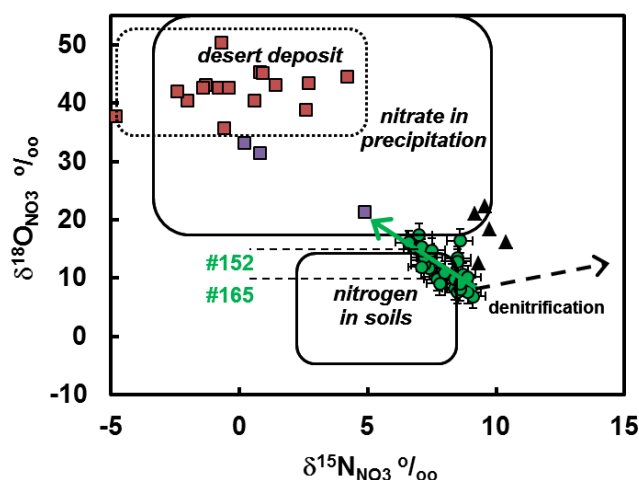 50
40
30
20
10
0
-10
-5
0
5
10
15
δ18ONO3 o/oo
δ15NNO3 o/oo
desert deposit
nitrate in
precipitation
#152
#165
nitrogen
in soils
denitrification